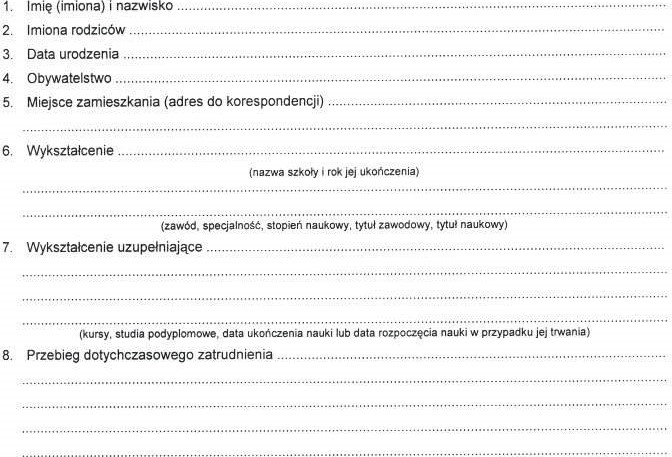 1. Imię (imiona) i nazwisko ........................................
2. Imiona rodziców ........................................
3. Data urodzenia ........................................
4. Obywatelstwo ........................................
5. Miejsce zamieszkania (adres do korespondencji) ........................................
........................................
6. Wykształcenie ........................................
(nazwa szkoły i rok jej ukończenia)
........................................
........................................
(zawód, specjalność, stopień naukowy, tytuł zawodowy, tytuł naukowy)
7. Wykształcenie uzupełniające ........................................
........................................
........................................
........................................
(kursy, studia podyplomowe, data ukończenia nauki lub data rozpoczęcia nauki w przypadku jej trwania)
8. Przebieg dotychczasowego zatrudnienia ........................................
........................................
........................................
........................................
........................................